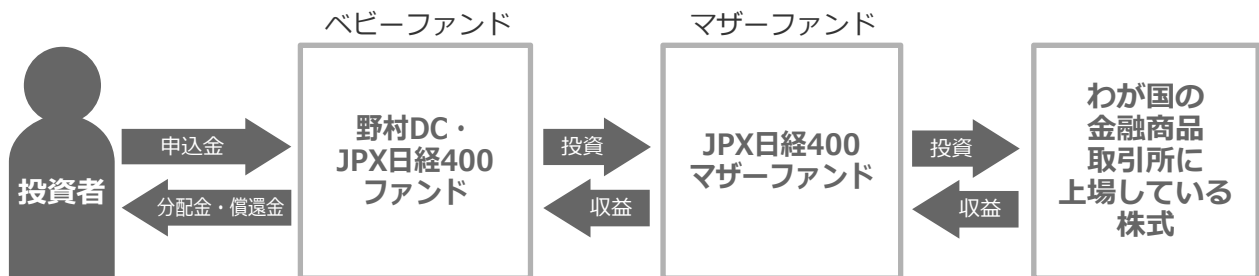 ベビーファンド
マザーファンド
投資者
申込金
分配金・償還金
野村DC・
JPX日経400
ファンド
投資
収益
JPX日経400
マザーファンド
投資
収益
わが国の
金融商品
取引所に
上場している
株式